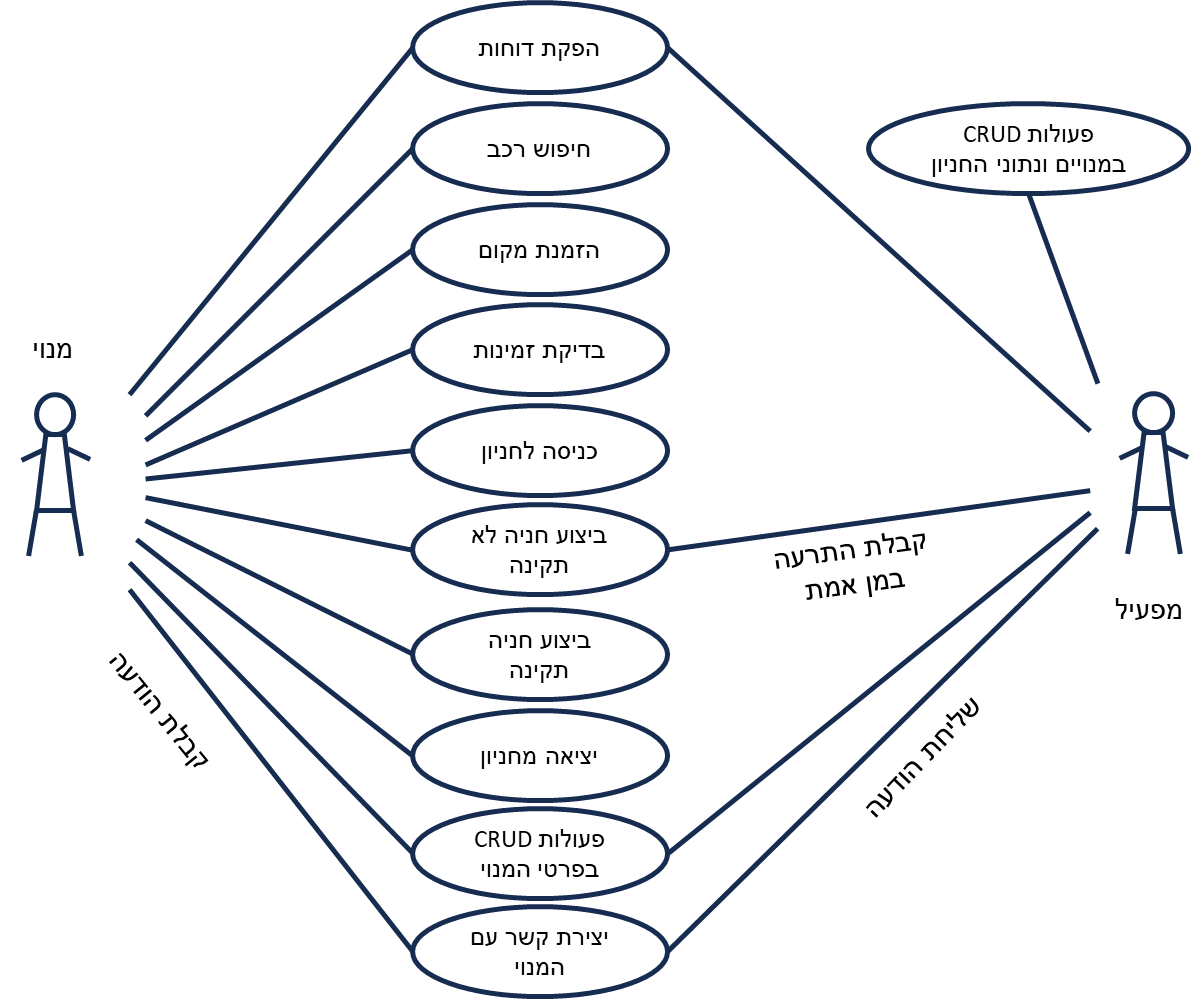 הפקת דוחות
פעולות CRUD
במנויים ונתוני החניון
חיפוש רכב
הזמנת מקום
מנוי
בדיקת זמינות
כניסה לחניון
ביצוע חניה לא
תקינה
קבלת התרעה
במן אמת
מפעיל
ביצוע חניה
תקינה
קבלת הודעה
יציאה מחניון
שליחת הודעה
פעולות CRUD
בפרטי המנוי
יצירת קשר עם
המנוי